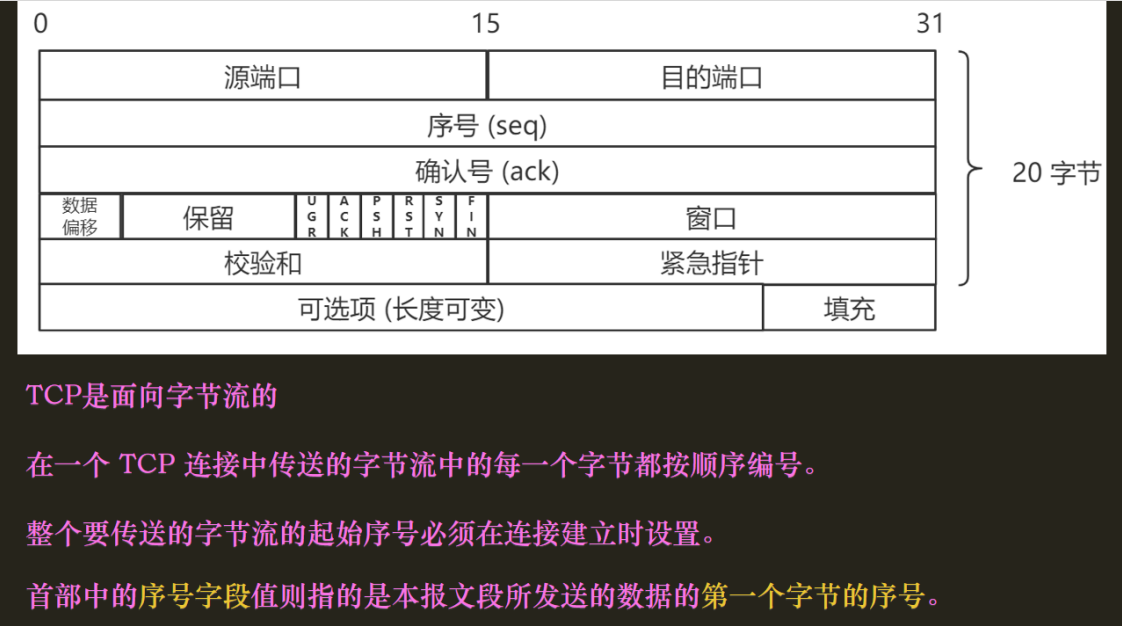 0 15 31
源端口 目的端口
序号 (seq)
确认号 (ack)
20 字节
数据偏移 保留 UGR ACK PSH RST SYN FIN 窗口
校验和 紧急指针
可选项 (长度可变) 填充
TCP是面向字节流的
在一个 TCP 连接中传送的字节流中的每一个字节都按顺序编号。
整个要传送的字节流的起始序号必须在连接建立时设置。
首部中的序号字段值则指的是本报文段所发送的数据的第一个字节的序号。